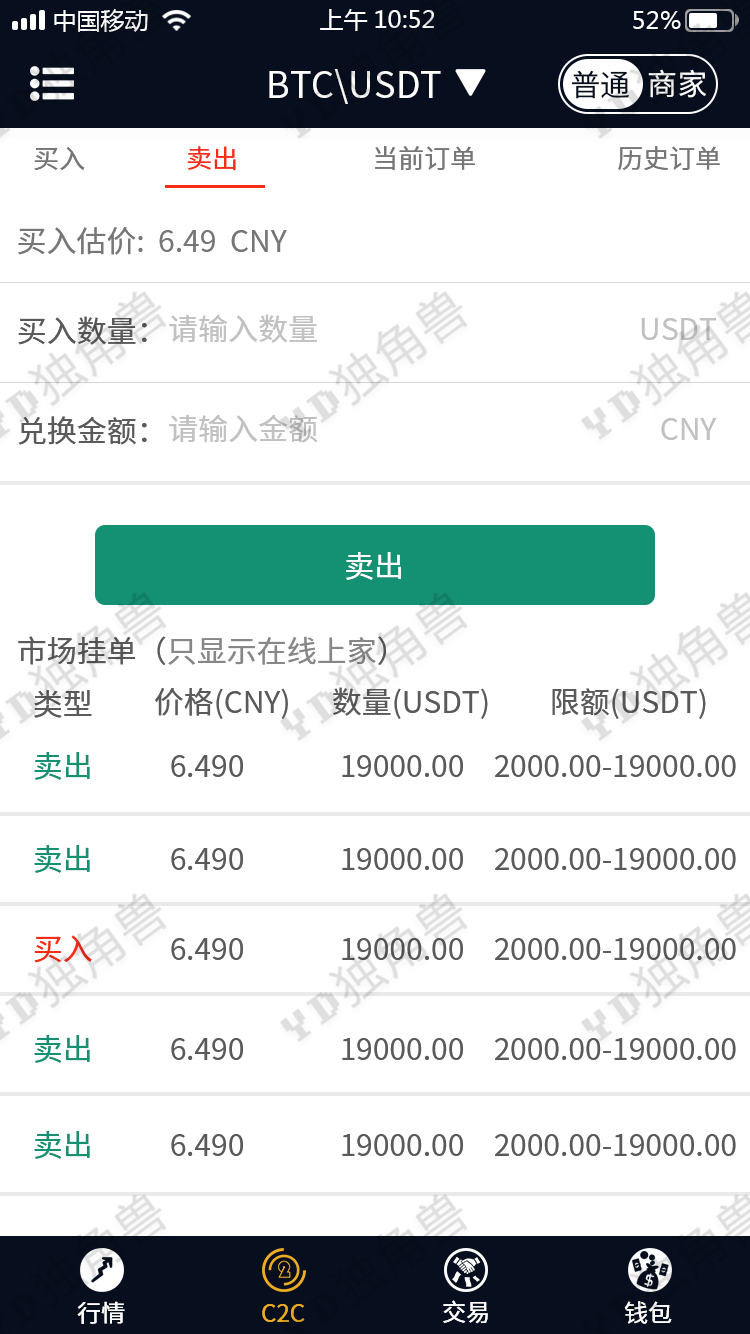 中国移动 上午 10:52 52%
BTC\USDT ▼ 普通 商家
买入 卖出 当前订单 历史订单
买入估价: 6.49 CNY
买入数量: 请输入数量 USDT
兑换金额: 请输入金额 CNY
卖出
市场挂单（只显示在线上家）
类型 价格(CNY) 数量(USDT) 限额(USDT)
卖出 6.490 19000.00 2000.00-19000.00
卖出 6.490 19000.00 2000.00-19000.00
买入 6.490 19000.00 2000.00-19000.00
卖出 6.490 19000.00 2000.00-19000.00
卖出 6.490 19000.00 2000.00-19000.00
行情 C2C 交易 钱包
YD独角兽